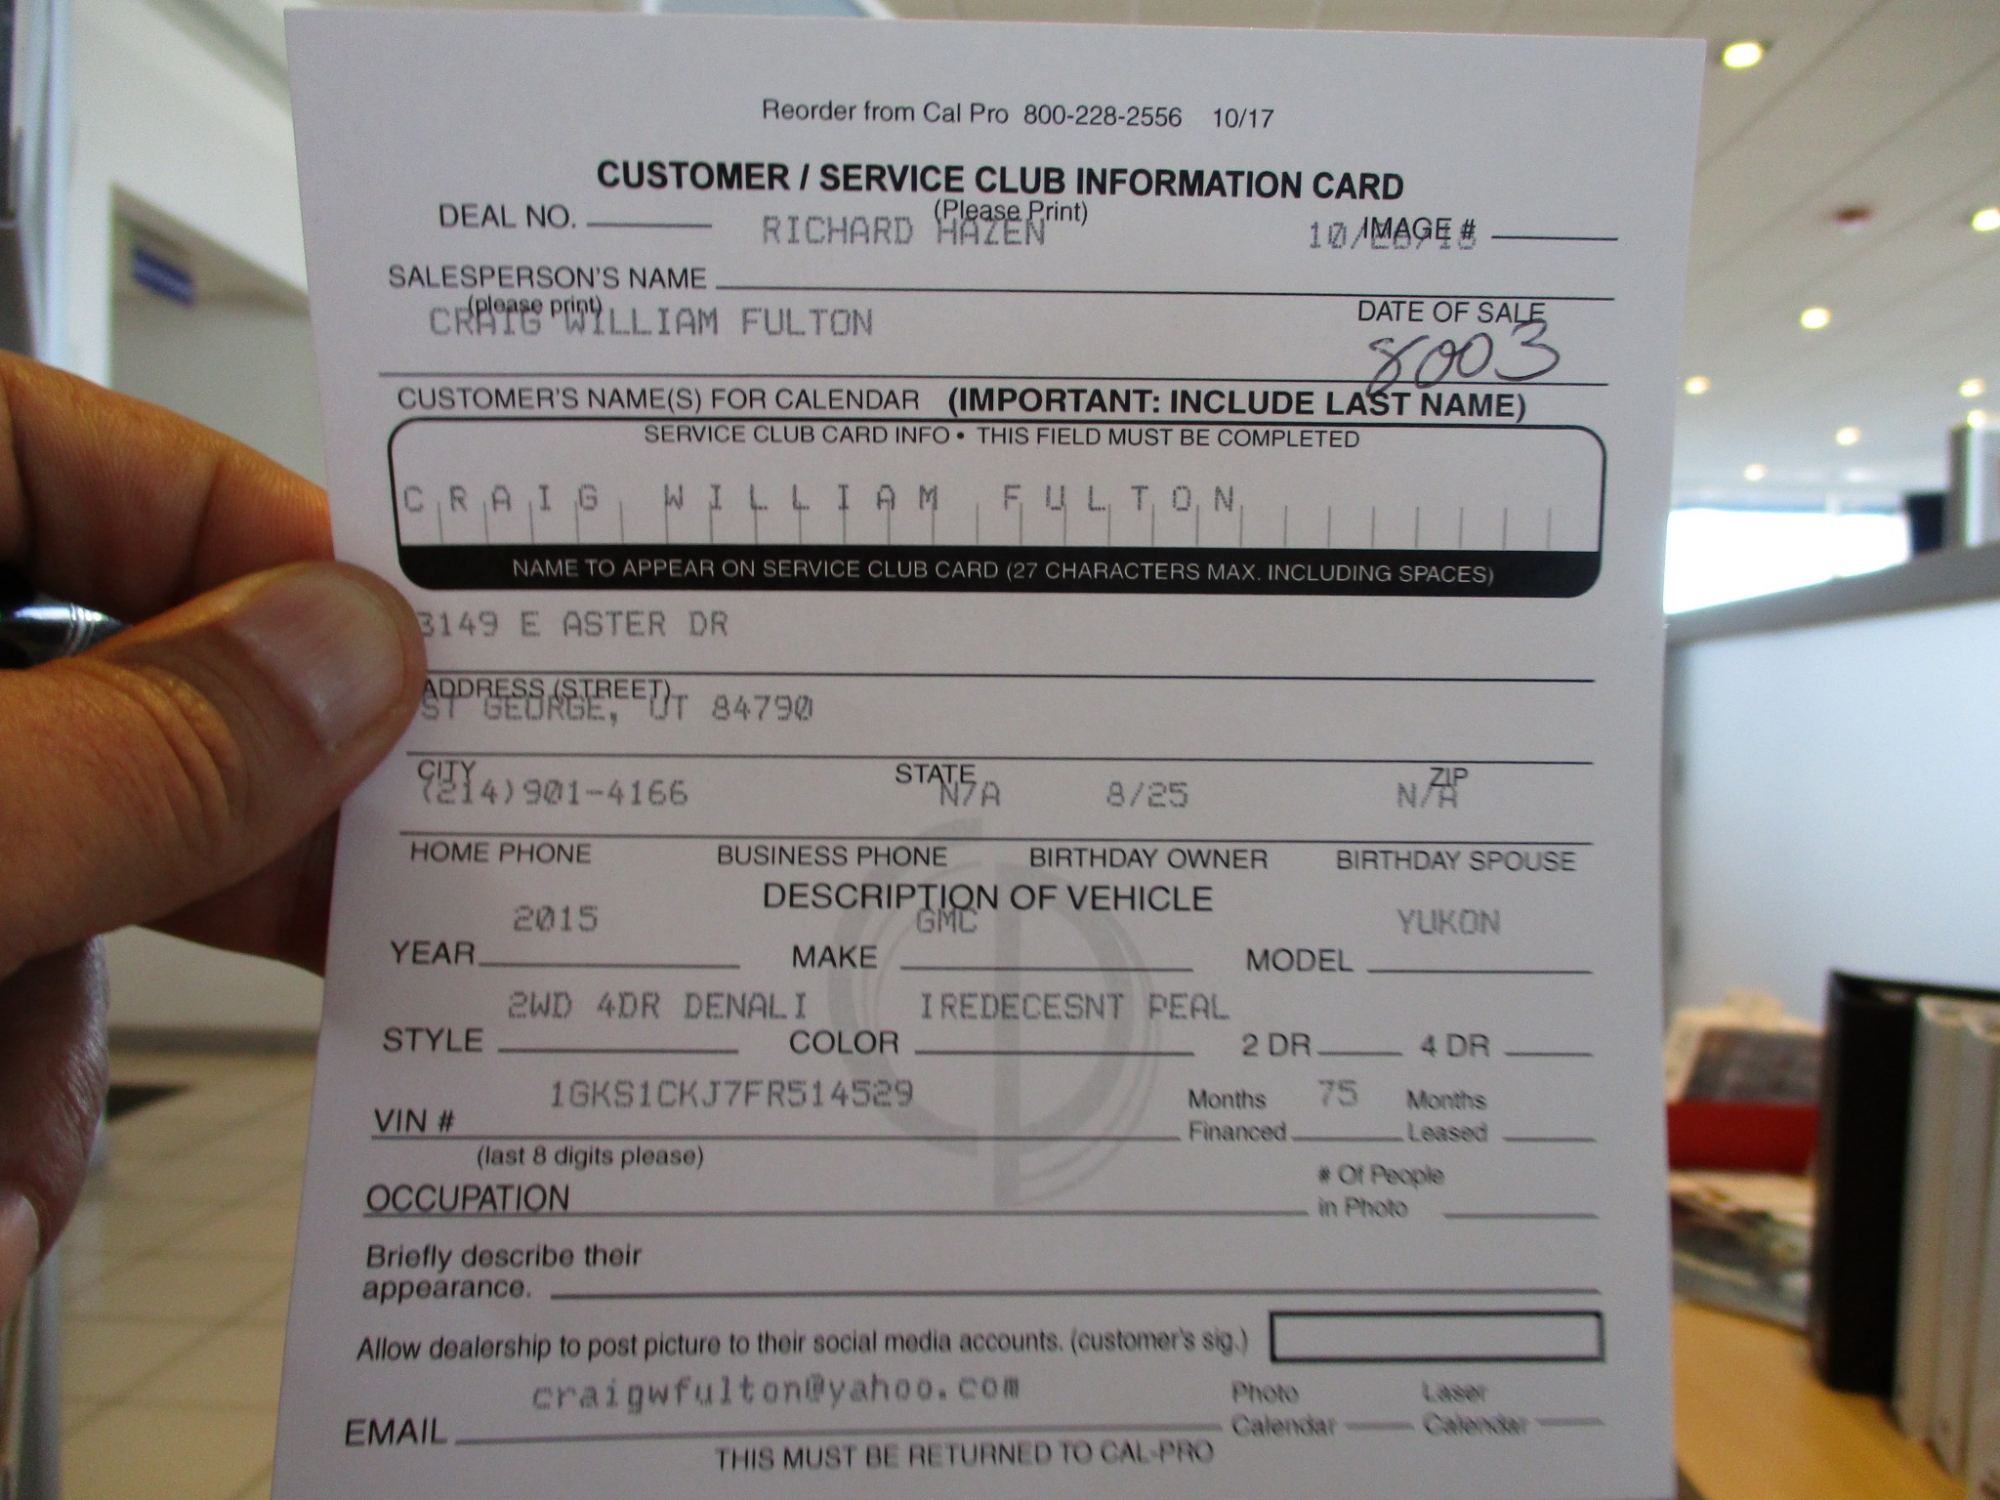 Reorder from Cal Pro 800-228-2556 10/17
CUSTOMER / SERVICE CLUB INFORMATION CARD
(Please Print)
DEAL NO. RICHARD HAZEN IMAGE #
SALESPERSON'S NAME
(please print) DATE OF SALE
CRAIG WILLIAM FULTON 8003
CUSTOMER'S NAME(S) FOR CALENDAR (IMPORTANT: INCLUDE LAST NAME)
SERVICE CLUB CARD INFO • THIS FIELD MUST BE COMPLETED
CRAIG WILLIAM FULTON
NAME TO APPEAR ON SERVICE CLUB CARD (27 CHARACTERS MAX. INCLUDING SPACES)
3149 E ASTER DR
ADDRESS (STREET)
ST GEORGE, UT 84790
CITY STATE ZIP
(214)901-4166 N/A 8/25 N/A
HOME PHONE BUSINESS PHONE BIRTHDAY OWNER BIRTHDAY SPOUSE
DESCRIPTION OF VEHICLE
2015 GMC YUKON
YEAR MAKE MODEL
2WD 4DR DENALI IREDECESNT PEAL
STYLE COLOR 2 DR 4 DR
1GKS1CKJ7FR514529 Months 75 Months
VIN # Financed Leased
(last 8 digits please)
# Of People
OCCUPATION in Photo
Briefly describe their
appearance.
Allow dealership to post picture to their social media accounts. (customer's sig.)
craigwfulton@yahoo.com Photo Laser
EMAIL Calendar Calendar
THIS MUST BE RETURNED TO CAL-PRO